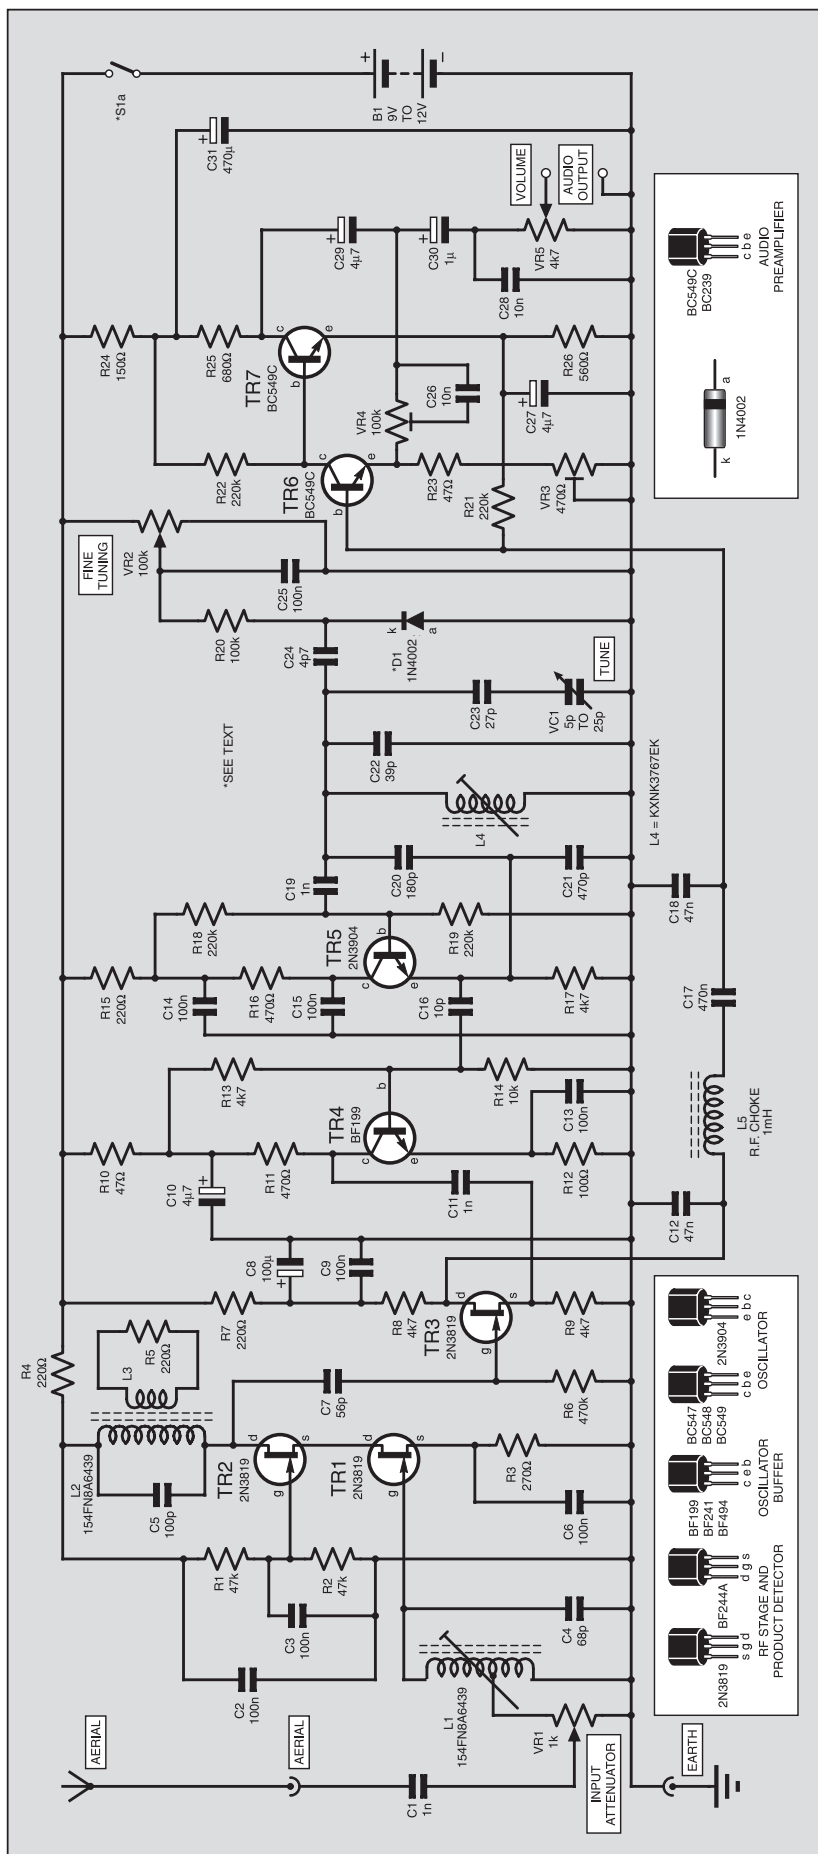 AERIAL
AERIAL
C1
1n
INPUT
ATTENUATOR
VR1
1k
L1
154FN8A6439
EARTH
C2
100n
C3
100n
R1
47k
R2
47k
C4
68p
L2
154FN8A6439
C5
100p
L3
R5
220Ω
R4
220Ω
TR2
2N3819
d
g
s
TR1
2N3819
d
g
s
R3
270Ω
C6
100n
C7
56p
R6
470k
R7
220Ω
C8
100µ
+
C9
100n
R8
4k7
TR3
2N3819
d
g
s
R9
4k7
R10
47Ω
C10
4µ7
+
R11
470Ω
R13
4k7
TR4
BF199
c
b
e
C11
1n
R12
100Ω
C13
100n
R14
10k
C12
47n
L5
R.F. CHOKE
1mH
C17
470n
C18
47n
R15
220Ω
C14
100n
R16
470Ω
C15
100n
C16
10p
R17
4k7
R18
220k
TR5
2N3904
c
b
e
R19
220k
C19
1n
C20
180p
C21
470p
L4
L4 = KXNK3767EK
C22
39p
C23
27p
VC1
5p
TO
25p
TUNE
*SEE TEXT
C24
4p7
*D1
1N4002
k
a
R20
100k
C25
100n
FINE
TUNING
VR2
100k
R22
220k
TR6
BC549C
c
b
e
R21
220k
R23
47Ω
VR3
470Ω
VR4
100k
C26
10n
C27
4µ7
+
R24
150Ω
R25
680Ω
TR7
BC549C
c
b
e
R26
560Ω
C28
10n
C29
4µ7
+
C30
1µ
+
VR5
4k7
VOLUME
AUDIO
OUTPUT
C31
470µ
+
*S1a
B1
9V
TO
12V
+
−
2N3819
s g d
BF244A
d g s
RF STAGE AND
PRODUCT DETECTOR
BF199
BF241
BF494
c e b
OSCILLATOR
BUFFER
BC547
BC548
BC549
c b e
2N3904
e b c
OSCILLATOR
k
a
1N4002
BC549C
BC239
c b e
AUDIO
PREAMPLIFIER